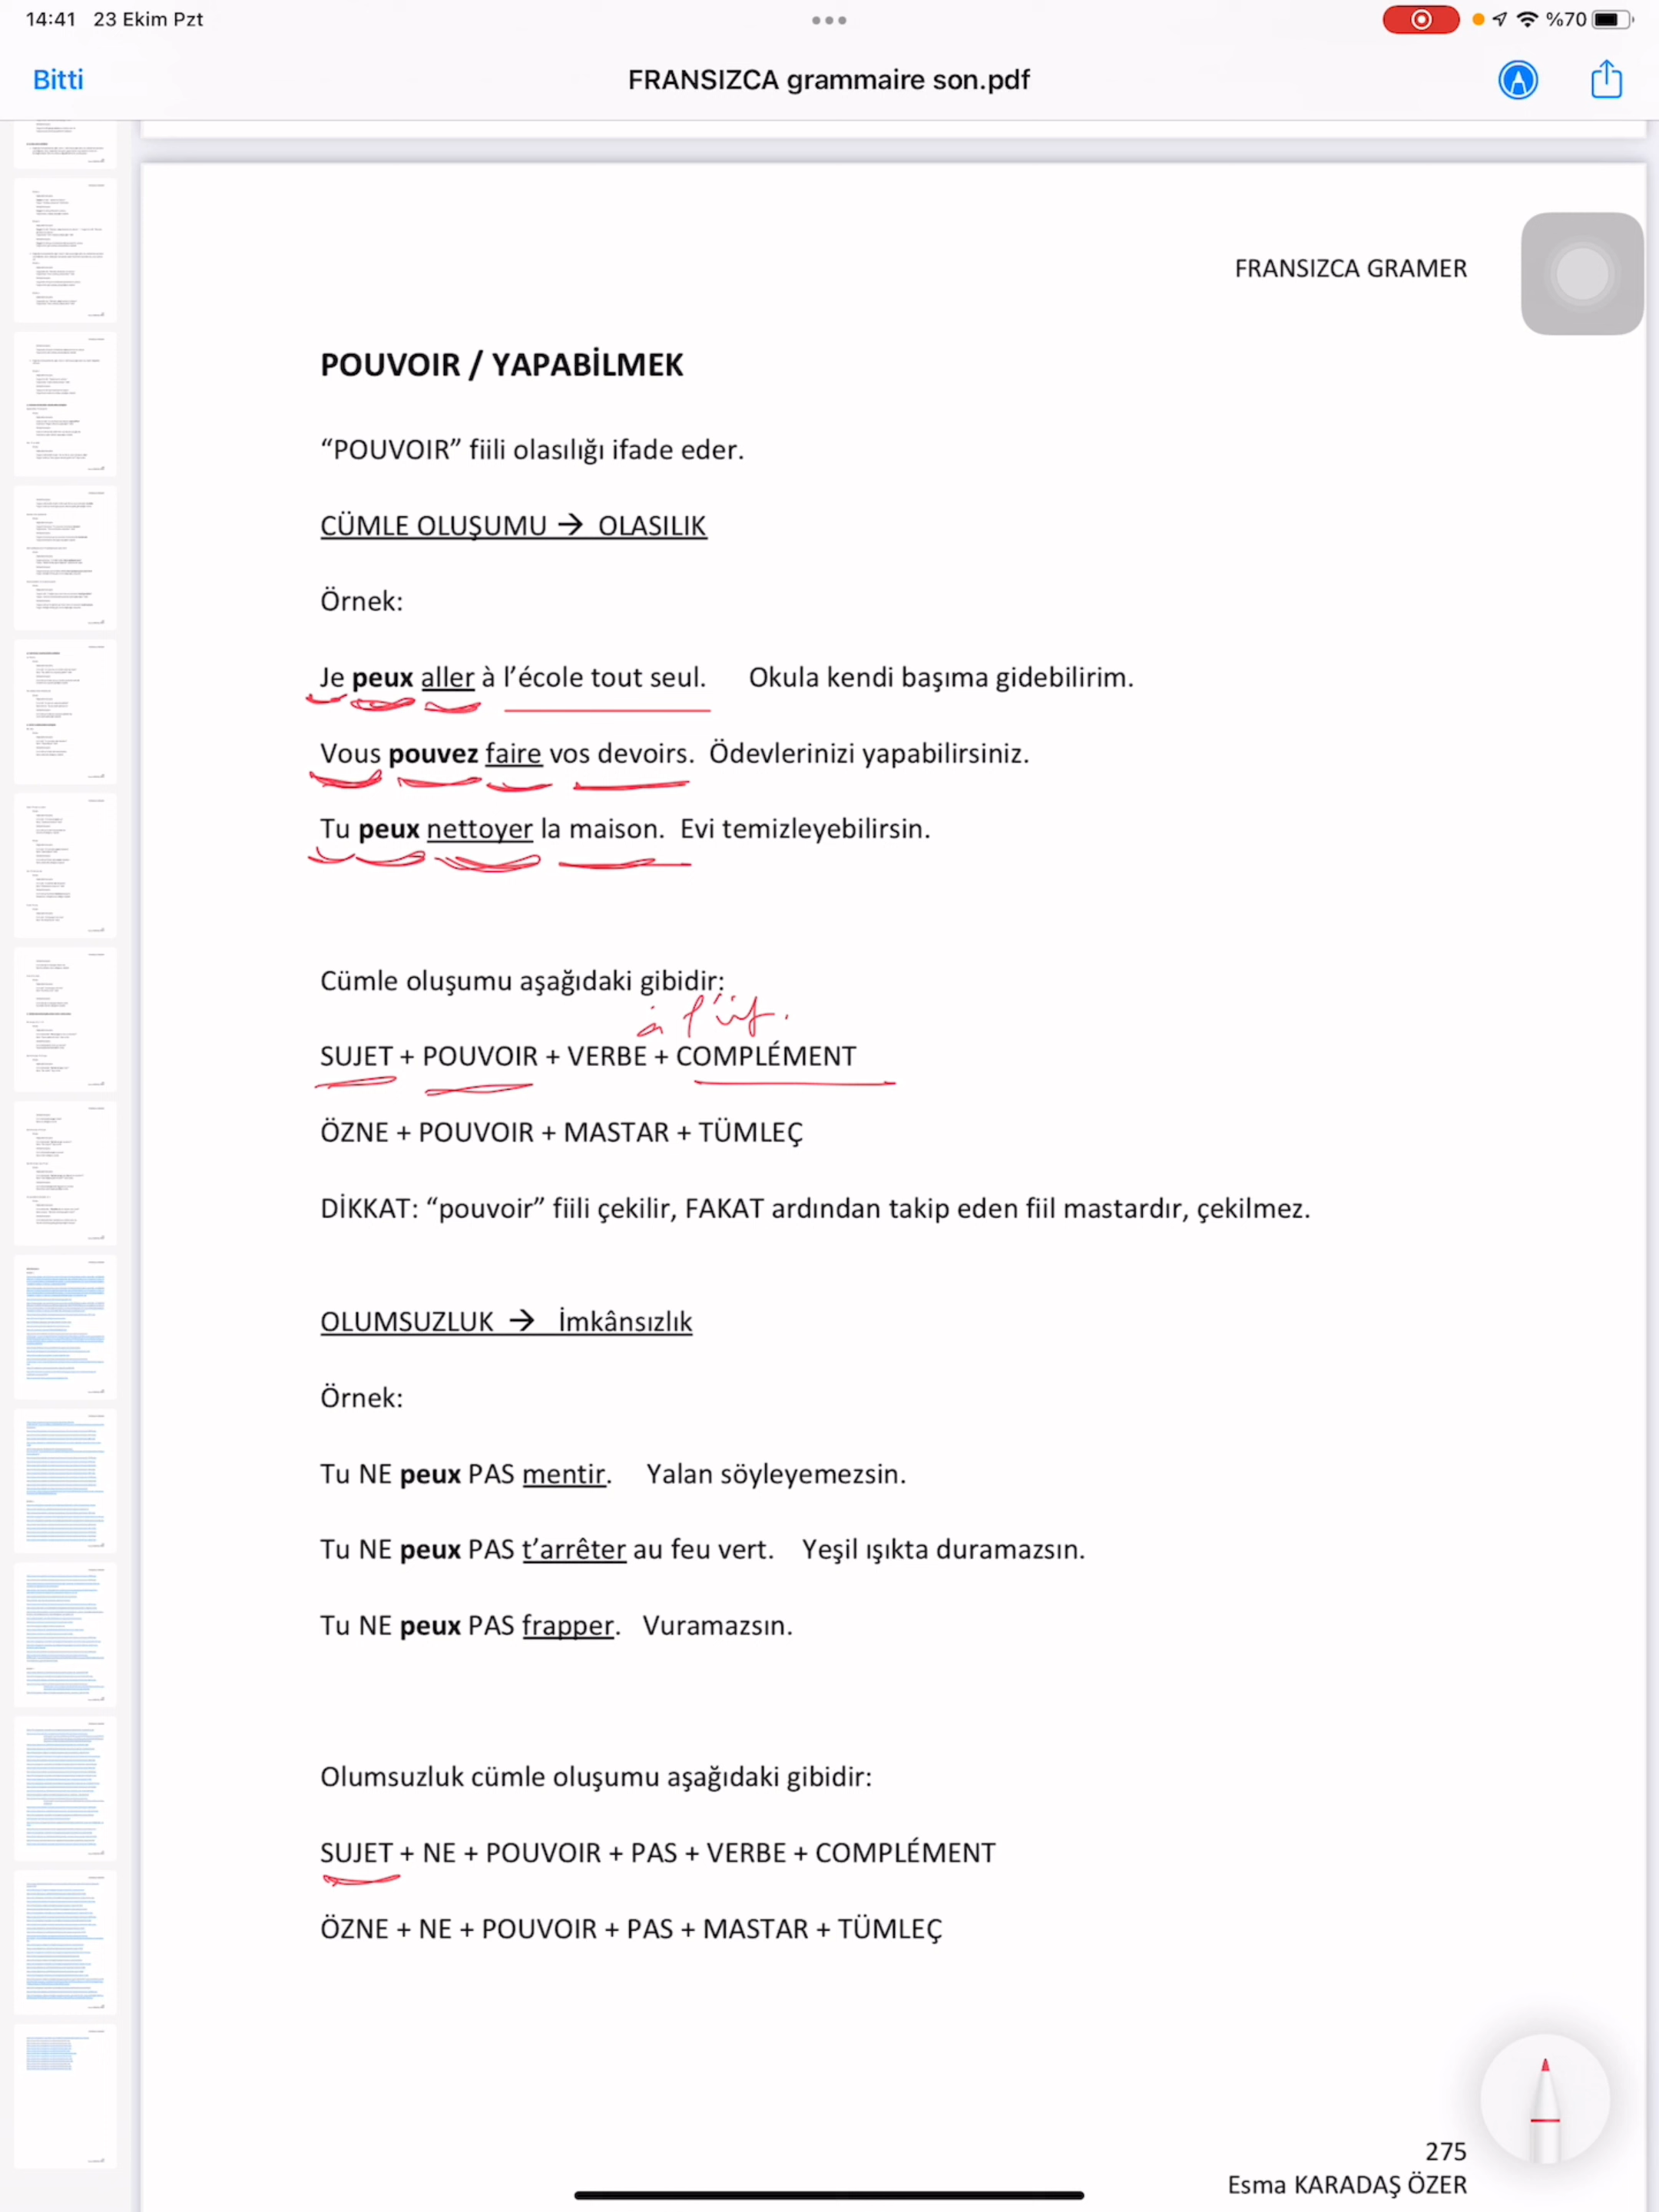 14:41 23 Ekim Pzt
%70
Bitti
FRANSIZCA grammaire son.pdf
FRANSIZCA GRAMER
POUVOIR / YAPABİLMEK
“POUVOIR” fiili olasılığı ifade eder.
CÜMLE OLUŞUMU → OLASILIK
Örnek:
Je peux aller à l’école tout seul. Okula kendi başıma gidebilirim.
Vous pouvez faire vos devoirs. Ödevlerinizi yapabilirsiniz.
Tu peux nettoyer la maison. Evi temizleyebilirsin.
Cümle oluşumu aşağıdaki gibidir:
à l'inf.
SUJET + POUVOIR + VERBE + COMPLÉMENT
ÖZNE + POUVOIR + MASTAR + TÜMLEÇ
DİKKAT: “pouvoir” fiili çekilir, FAKAT ardından takip eden fiil mastardır, çekilmez.
OLUMSUZLUK → İmkânsızlık
Örnek:
Tu NE peux PAS mentir. Yalan söyleyemezsin.
Tu NE peux PAS t’arrêter au feu vert. Yeşil ışıkta duramazsın.
Tu NE peux PAS frapper. Vuramazsın.
Olumsuzluk cümle oluşumu aşağıdaki gibidir:
SUJET + NE + POUVOIR + PAS + VERBE + COMPLÉMENT
ÖZNE + NE + POUVOIR + PAS + MASTAR + TÜMLEÇ
275
Esma KARADAŞ ÖZER